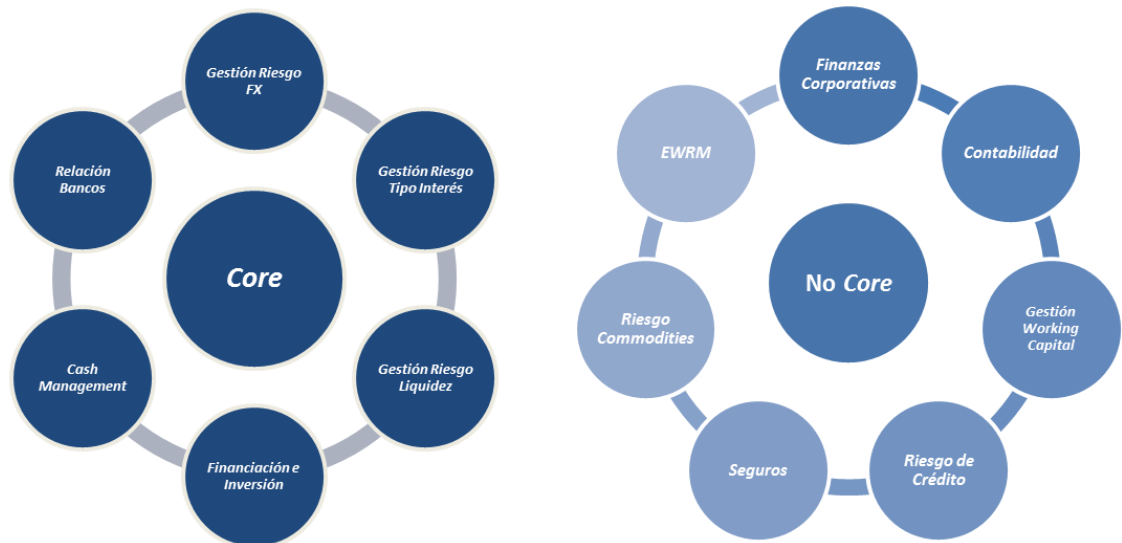 Gestión Riesgo
FX
Gestión Riesgo
Tipo Interés
Gestión Riesgo
Liquidez
Financiación e
Inversión
Cash
Management
Relación
Bancos
Core
Finanzas
Corporativas
Contabilidad
Gestión
Working
Capital
Riesgo de
Crédito
Seguros
Riesgo
Commodities
EWRM
No Core